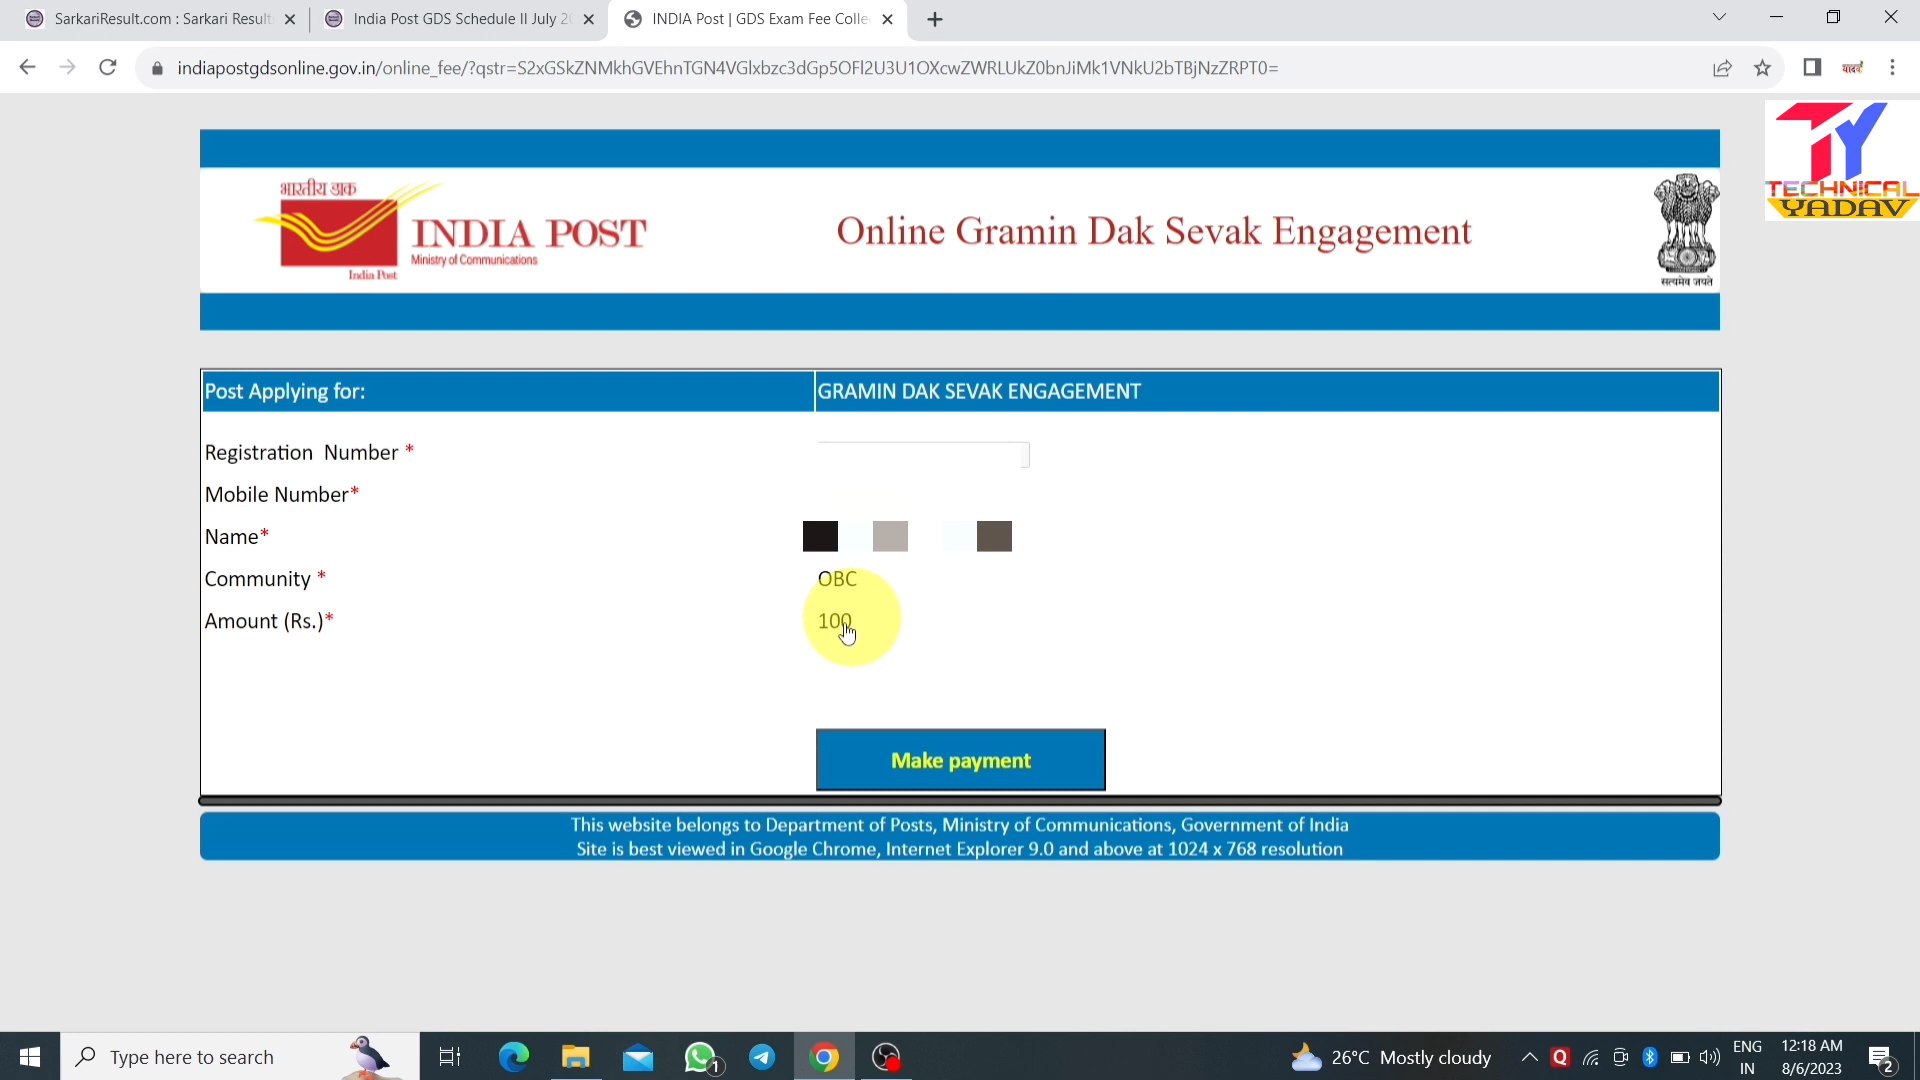 SarkariResult.com : Sarkari Result
India Post GDS Schedule II July 2
INDIA Post | GDS Exam Fee Colle
indiapostgdsonline.gov.in/online_fee/?qstr=S2xGSkZNMkhGVEhnTGN4VGlxbzc3dGp5OFl2U3U1OXcwZWRLUkZ0bnJiMk1VNkU2bTBjNzZRPT0=
यादव
TY
TECHNICAL
YADAV
भारतीय डाक
INDIA POST
Ministry of Communications
India Post
Online Gramin Dak Sevak Engagement
सत्यमेव जयते
Post Applying for: GRAMIN DAK SEVAK ENGAGEMENT
Registration Number *
Mobile Number*
Name*
Community * OBC
Amount (Rs.)* 100
Make payment
This website belongs to Department of Posts, Ministry of Communications, Government of India
Site is best viewed in Google Chrome, Internet Explorer 9.0 and above at 1024 x 768 resolution
Type here to search
1
26°C Mostly cloudy
Q
ENG
IN
12:18 AM
8/6/2023
2